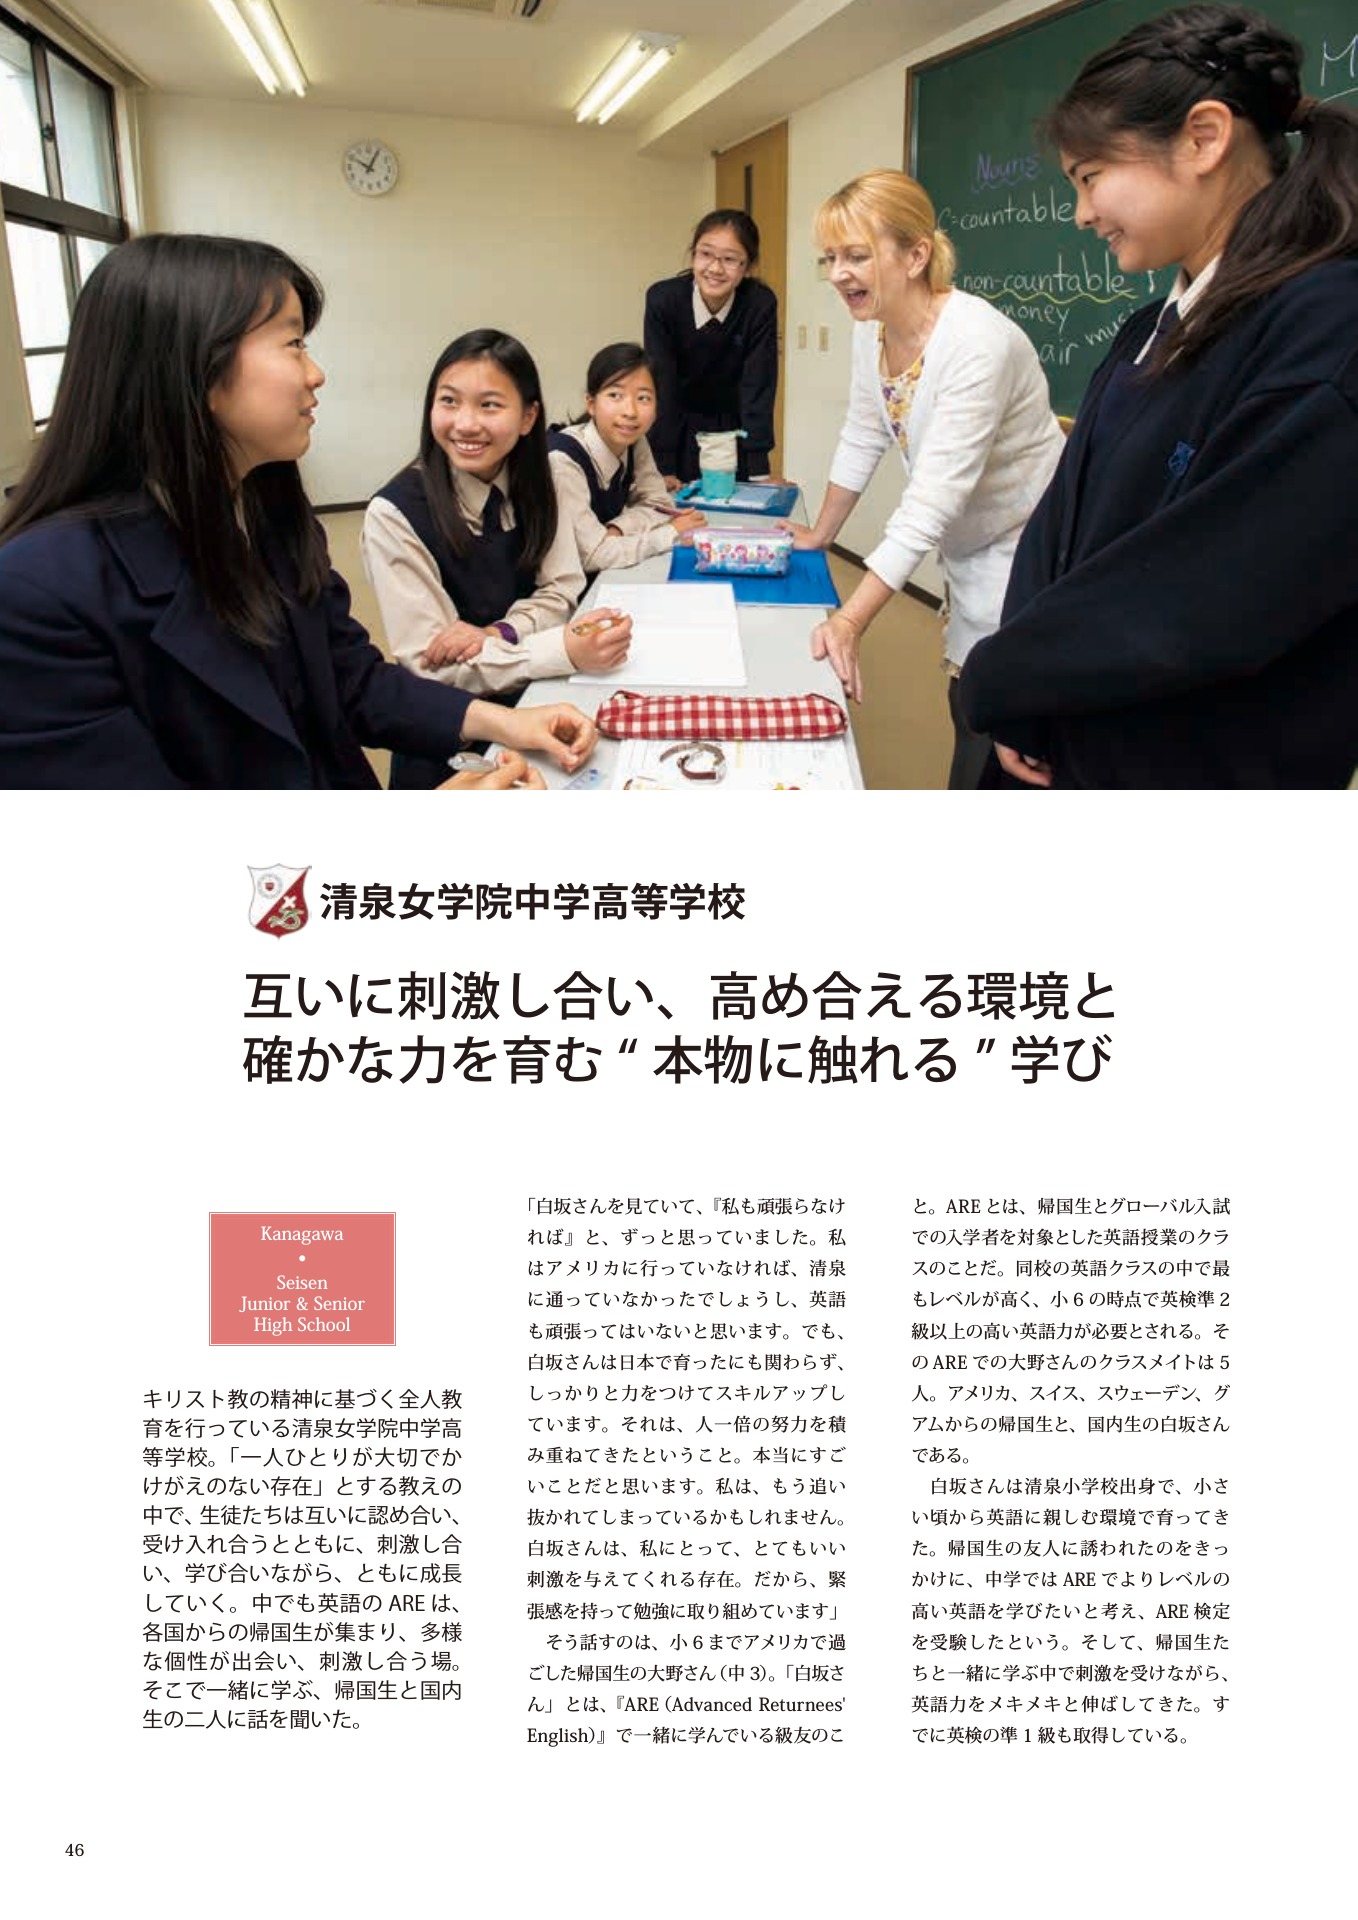 Nouns
C=countable
non-countable
money
air music
清泉女学院中学高等学校
互いに刺激し合い、高め合える環境と
確かな力を育む“本物に触れる”学び
Kanagawa
•
Seisen
Junior & Senior
High School
キリスト教の精神に基づく全人教
育を行っている清泉女学院中学高
等学校。「一人ひとりが大切でか
けがえのない存在」とする教えの
中で、生徒たちは互いに認め合い、
受け入れ合うとともに、刺激し合
い、学び合いながら、ともに成長
していく。中でも英語の ARE は、
各国からの帰国生が集まり、多様
な個性が出会い、刺激し合う場。
そこで一緒に学ぶ、帰国生と国内
生の二人に話を聞いた。
「白坂さんを見ていて、『私も頑張らなけ
れば』と、ずっと思っていました。私
はアメリカに行っていなければ、清泉
に通っていなかったでしょうし、英語
も頑張ってはいないと思います。でも、
白坂さんは日本で育ったにも関わらず、
しっかりと力をつけてスキルアップし
ています。それは、人一倍の努力を積
み重ねてきたということ。本当にすご
いことだと思います。私は、もう追い
抜かれてしまっているかもしれません。
白坂さんは、私にとって、とてもいい
刺激を与えてくれる存在。だから、緊
張感を持って勉強に取り組めています」
そう話すのは、小 6 までアメリカで過
ごした帰国生の大野さん（中 3）。「白坂さ
ん」とは、『ARE（Advanced Returnees'
English）』で一緒に学んでいる級友のこ
と。ARE とは、帰国生とグローバル入試
での入学者を対象とした英語授業のクラ
スのことだ。同校の英語クラスの中で最
もレベルが高く、小 6 の時点で英検準 2
級以上の高い英語力が必要とされる。そ
の ARE での大野さんのクラスメイトは 5
人。アメリカ、スイス、スウェーデン、グ
アムからの帰国生と、国内生の白坂さん
である。
白坂さんは清泉小学校出身で、小さ
い頃から英語に親しむ環境で育ってき
た。帰国生の友人に誘われたのをきっ
かけに、中学では ARE でよりレベルの
高い英語を学びたいと考え、ARE 検定
を受験したという。そして、帰国生た
ちと一緒に学ぶ中で刺激を受けながら、
英語力をメキメキと伸ばしてきた。す
でに英検の準 1 級も取得している。
46